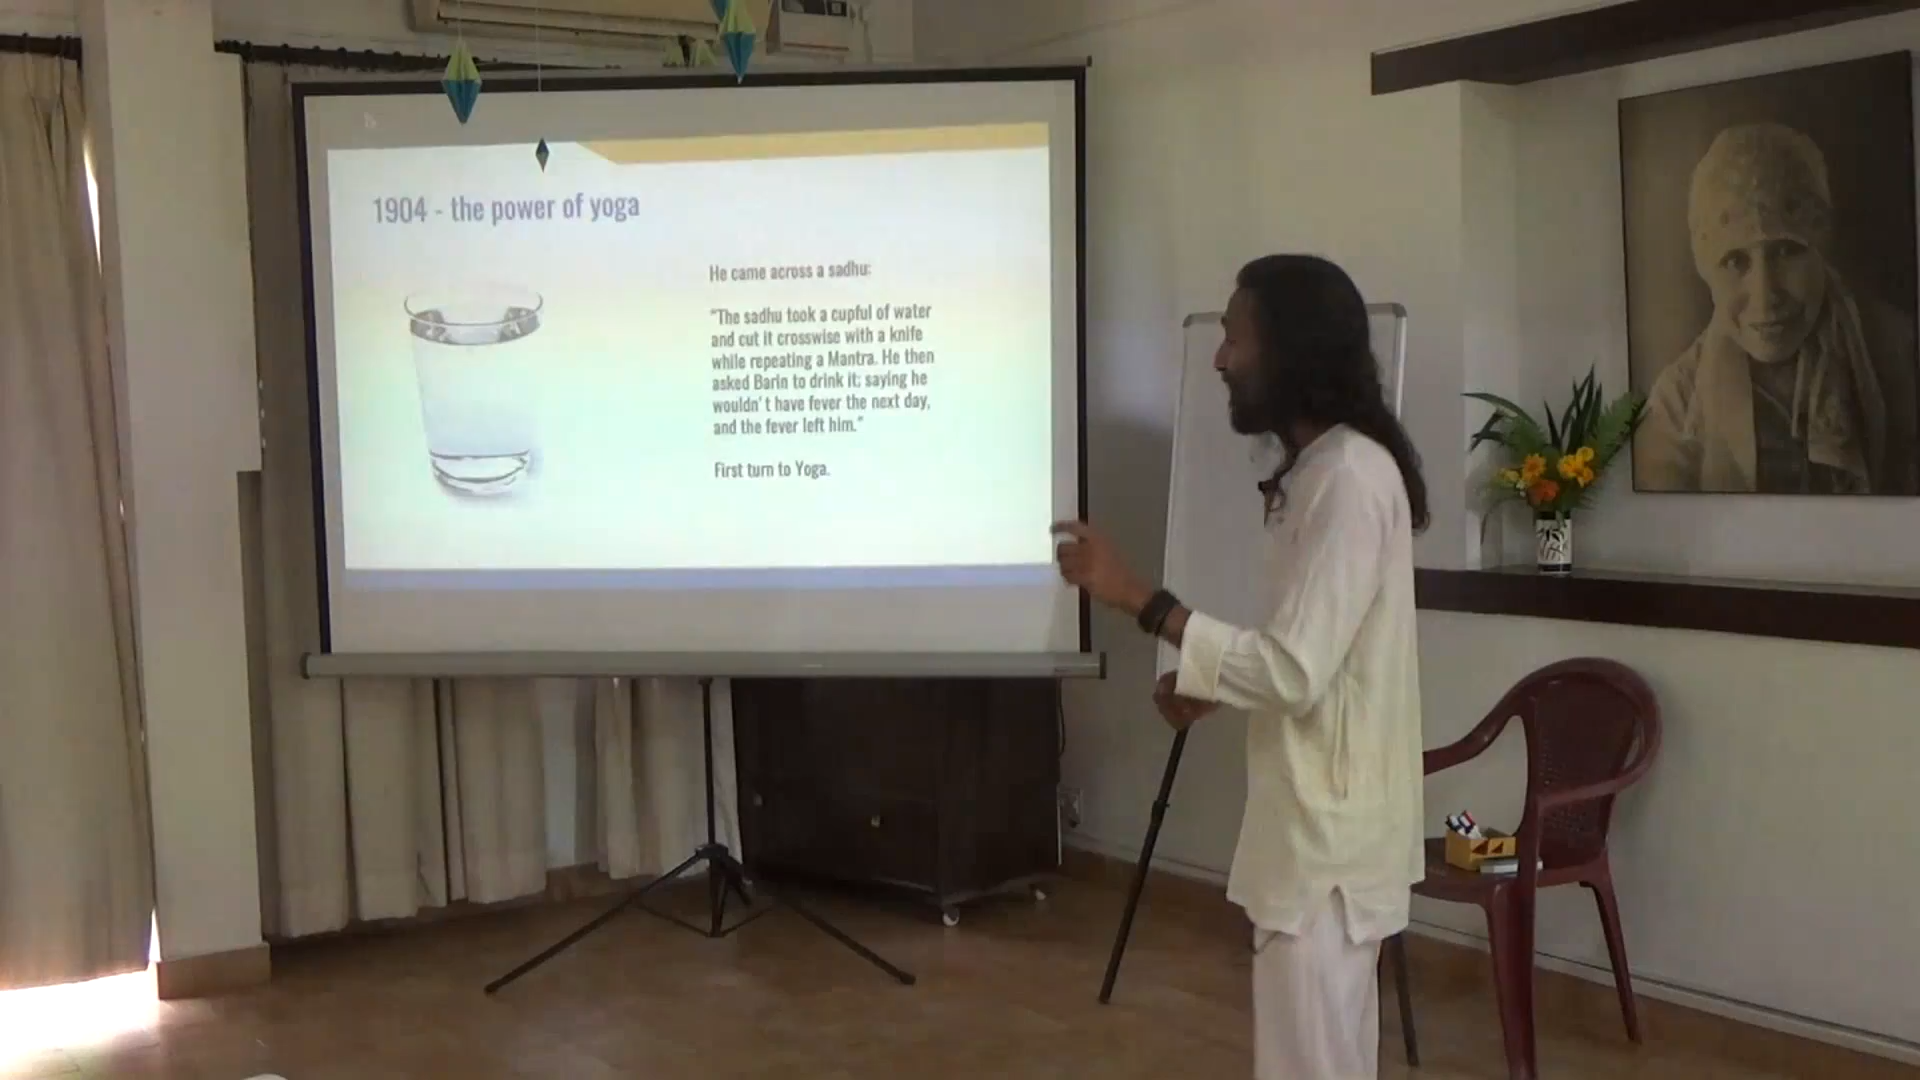 1904 - the power of yoga
He came across a sadhu:
"The sadhu took a cupful of water
and cut it crosswise with a knife
while repeating a Mantra. He then
asked Barin to drink it; saying he
wouldn't have fever the next day,
and the fever left him."
First turn to Yoga.